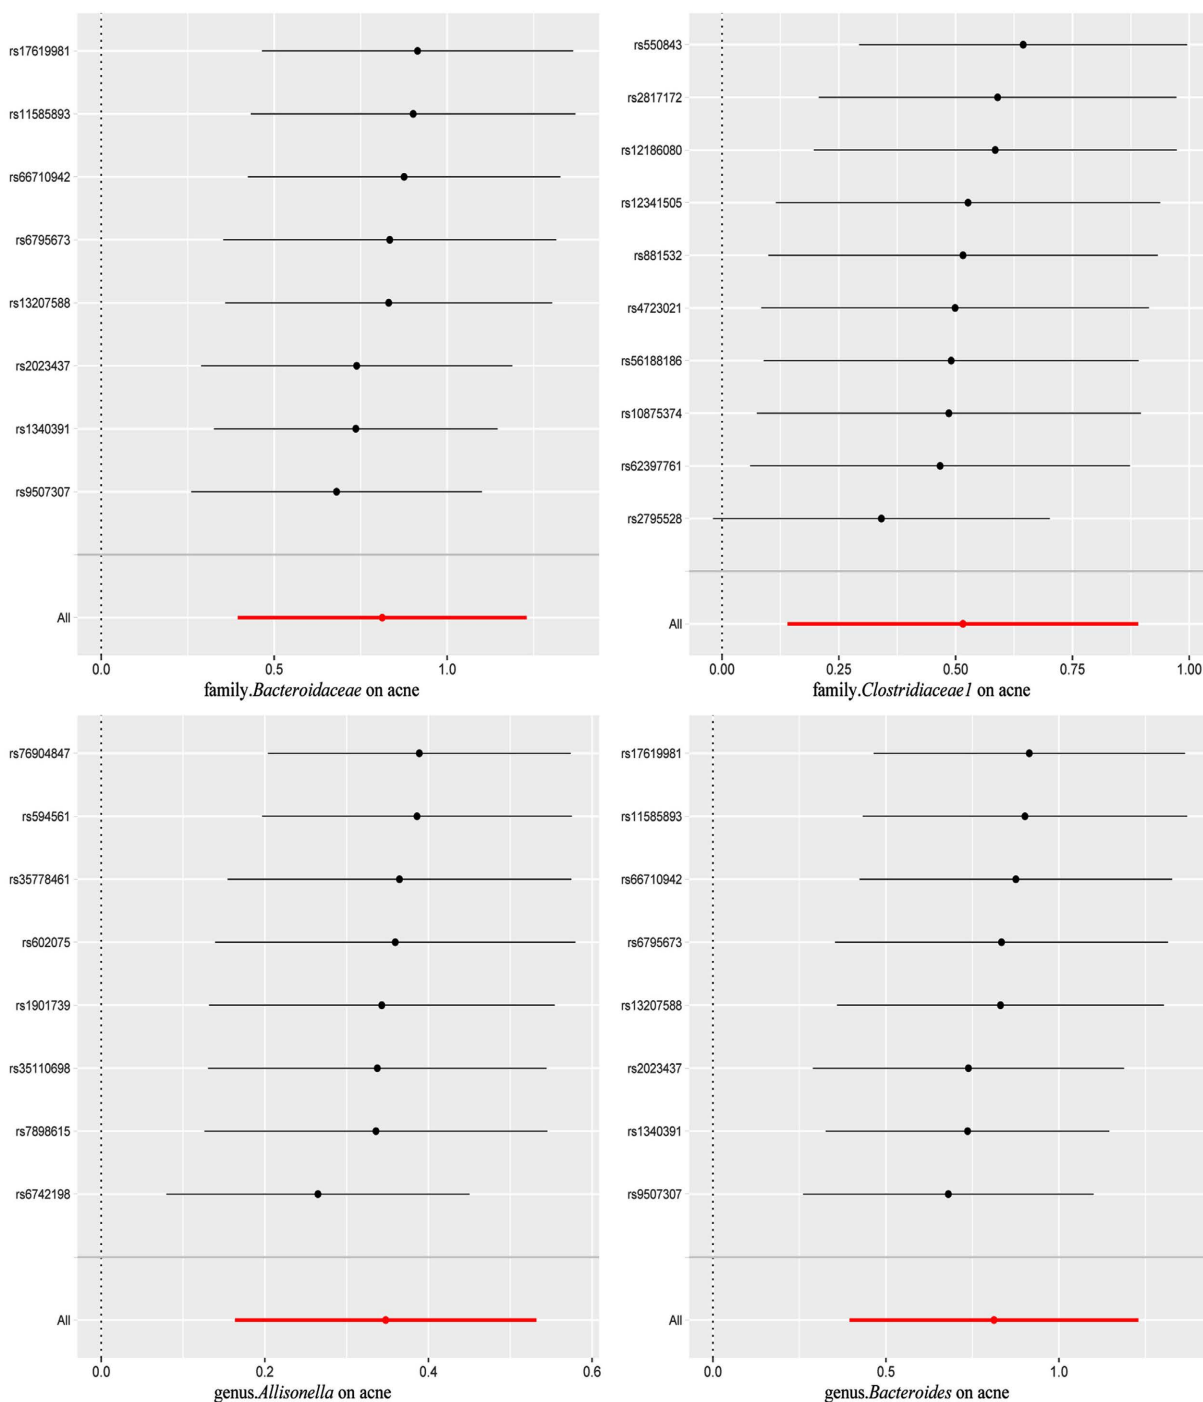 rs17619981
rs11585893
rs66710942
rs6795673
rs13207588
rs2023437
rs1340391
rs9507307
All
0.0 0.5 1.0
family.Bacteroidaceae on acne
rs550843
rs2817172
rs12186080
rs12341505
rs881532
rs4723021
rs56188186
rs10875374
rs62397761
rs2795528
All
0.00 0.25 0.50 0.75 1.00
family.Clostridiaceae1 on acne
rs76904847
rs594561
rs35778461
rs602075
rs1901739
rs35110698
rs7898615
rs6742198
All
0.0 0.2 0.4 0.6
genus.Allisonella on acne
rs17619981
rs11585893
rs66710942
rs6795673
rs13207588
rs2023437
rs1340391
rs9507307
All
0.0 0.5 1.0
genus.Bacteroides on acne